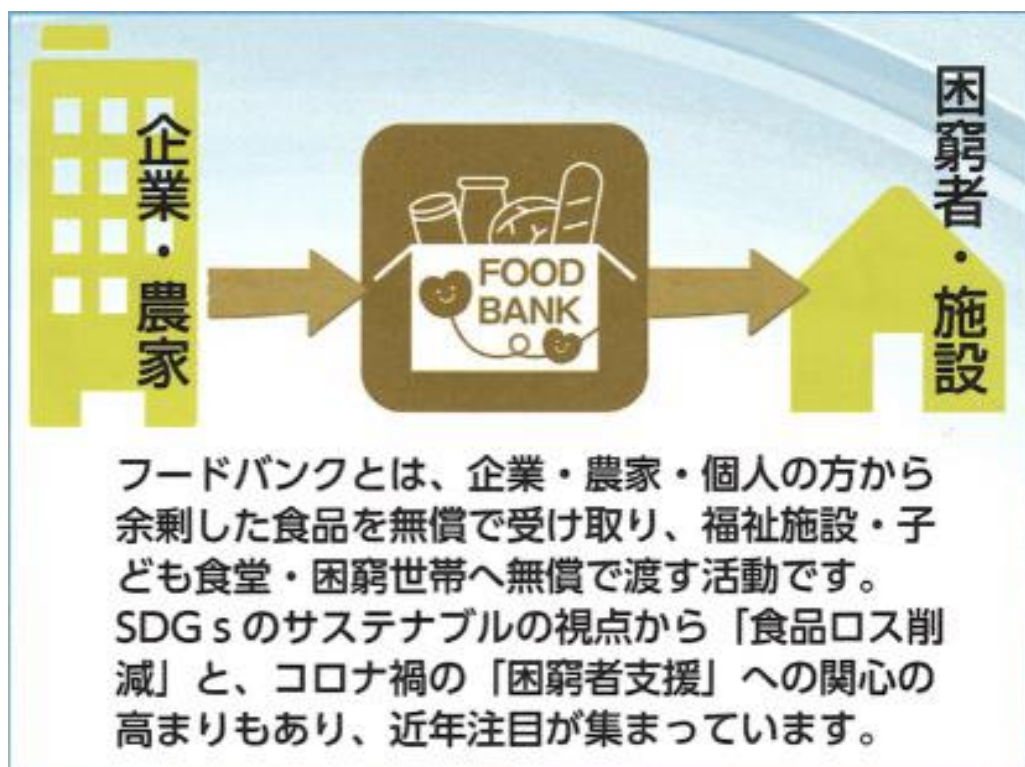 企業・農家
FOOD
BANK
困窮者・施設
フードバンクとは、企業・農家・個人の方から
余剰した食品を無償で受け取り、福祉施設・子
ども食堂・困窮世帯へ無償で渡す活動です。
SDGsのサステナブルの視点から「食品ロス削
減」と、コロナ禍の「困窮者支援」への関心の
高まりもあり、近年注目が集まっています。